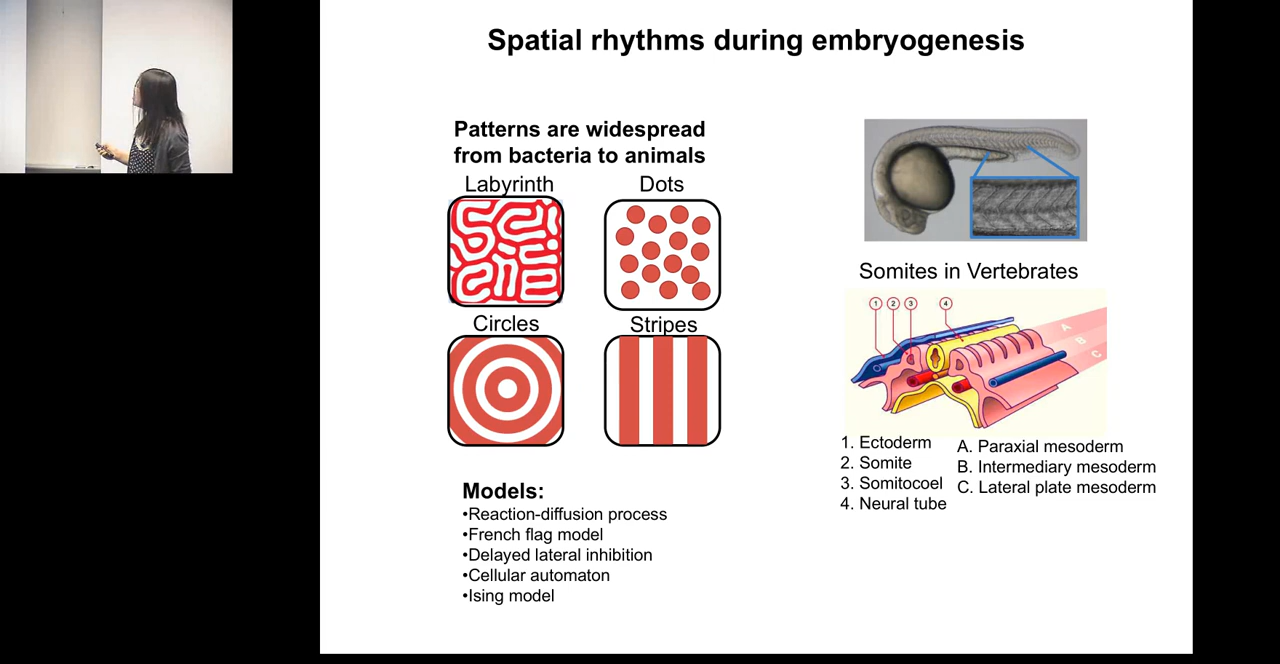 Spatial rhythms during embryogenesis
Patterns are widespread
from bacteria to animals
Labyrinth
Dots
Circles
Stripes
Models:
•Reaction-diffusion process
•French flag model
•Delayed lateral inhibition
•Cellular automaton
•Ising model
Somites in Vertebrates
1 2 3 4
A
B
C
1. Ectoderm
2. Somite
3. Somitocoel
4. Neural tube
A. Paraxial mesoderm
B. Intermediary mesoderm
C. Lateral plate mesoderm